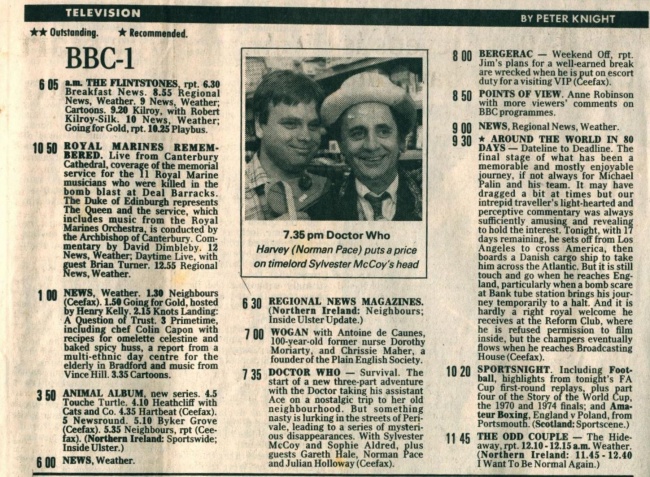 TELEVISION
BY PETER KNIGHT
★★ Outstanding. ★ Recommended.
BBC-1
6 05 a.m. THE FLINTSTONES, rpt. 6.30
Breakfast News. 8.55 Regional
News, Weather. 9 News, Weather;
Cartoons. 9.20 Kilroy, with Robert
Kilroy-Silk. 10 News, Weather;
Going for Gold, rpt. 10.25 Playbus.
10 50 ROYAL MARINES REMEM-
BERED. Live from Canterbury
Cathedral, coverage of the memorial
service for the 11 Royal Marine
musicians who were killed in the
bomb blast at Deal Barracks.
The Duke of Edinburgh represents
The Queen and the service, which
includes music from the Royal
Marines Orchestra, is conducted by
the Archbishop of Canterbury. Com-
mentary by David Dimbleby. 12
News, Weather; Daytime Live, with
guest Brian Turner. 12.55 Regional
News, Weather.
1 00 NEWS, Weather. 1.30 Neighbours
(Ceefax). 1.50 Going for Gold, hosted
by Henry Kelly. 2.15 Knots Landing:
A Question of Trust. 3 Primetime,
including chef Colin Capon with
recipes for omelette celestine and
baked spicy huss, a report from a
multi-ethnic day centre for the
elderly in Bradford and music from
Vince Hill. 3.35 Cartoons.
3 50 ANIMAL ALBUM, new series. 4.5
Touche Turtle. 4.10 Heathcliff with
Cats and Co. 4.35 Hartbeat (Ceefax).
5 Newsround. 5.10 Byker Grove
(Ceefax). 5.35 Neighbours, rpt (Cee-
fax). (Northern Ireland: Sportswide;
Inside Ulster.)
6 00 NEWS, Weather.
7.35 pm Doctor Who
Harvey (Norman Pace) puts a price
on timelord Sylvester McCoy's head
6 30 REGIONAL NEWS MAGAZINES.
(Northern Ireland: Neighbours;
Inside Ulster Update.)
7 00 WOGAN with Antoine de Caunes,
100-year-old former nurse Dorothy
Moriarty, and Chrissie Maher, a
founder of the Plain English Society.
7 35 DOCTOR WHO — Survival. The
start of a new three-part adventure
with the Doctor taking his assistant
Ace on a nostalgic trip to her old
neighbourhood. But something
nasty is lurking in the streets of Peri-
vale, leading to a series of mysteri-
ous disappearances. With Sylvester
McCoy and Sophie Aldred, plus
guests Gareth Hale, Norman Pace
and Julian Holloway (Ceefax).
8 00 BERGERAC — Weekend Off, rpt.
Jim's plans for a well-earned break
are wrecked when he is put on escort
duty for a visiting VIP (Ceefax).
8 50 POINTS OF VIEW. Anne Robinson
with more viewers' comments on
BBC programmes.
9 00 NEWS, Regional News, Weather.
9 30 ★ AROUND THE WORLD IN 80
DAYS — Dateline to Deadline. The
final stage of what has been a
memorable and mostly enjoyable
journey, if not always for Michael
Palin and his team. It may have
dragged a bit at times but our
intrepid traveller's light-hearted and
perceptive commentary was always
sufficiently amusing and revealing
to hold the interest. Tonight, with 17
days remaining, he sets off from Los
Angeles to cross America, then
boards a Danish cargo ship to take
him across the Atlantic. But it is still
touch and go when he reaches Eng-
land, particularly when a bomb scare
at Bank tube station brings his jour-
ney temporarily to a halt. And it is
hardly a right royal welcome he
receives at the Reform Club, where
he is refused permission to film
inside, but the champers eventually
flows when he reaches Broadcasting
House (Ceefax).
10 20 SPORTSNIGHT. Including Foot-
ball, highlights from tonight's FA
Cup first-round replays, plus part
four of the Story of the World Cup,
the 1970 and 1974 finals; and Ama-
teur Boxing, England v Poland, from
Portsmouth. (Scotland: Sportscene.)
11 45 THE ODD COUPLE — The Hide-
away, rpt. 12.10 - 12.15 a.m. Weather.
(Northern Ireland: 11.45 - 12.40
I Want To Be Normal Again.)